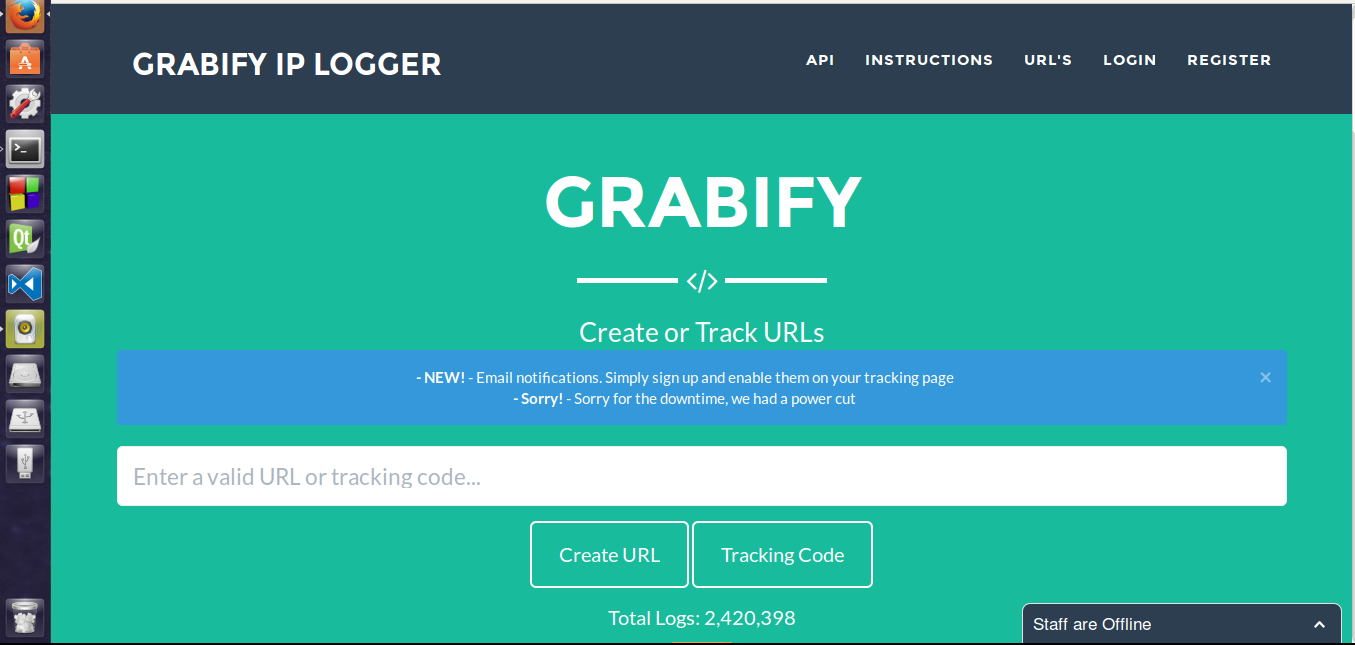 GRABIFY IP LOGGER
API INSTRUCTIONS URL'S LOGIN REGISTER
GRABIFY
</>
Create or Track URLs
- NEW! - Email notifications. Simply sign up and enable them on your tracking page
- Sorry! - Sorry for the downtime, we had a power cut
×
Enter a valid URL or tracking code...
Create URL
Tracking Code
Total Logs: 2,420,398
Staff are Offline
A
>_
Qt